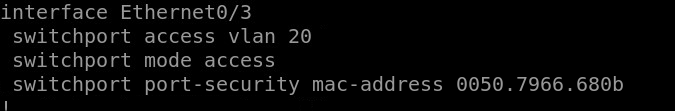 interface Ethernet0/3
 switchport access vlan 20
 switchport mode access
 switchport port-security mac-address 0050.7966.680b
!